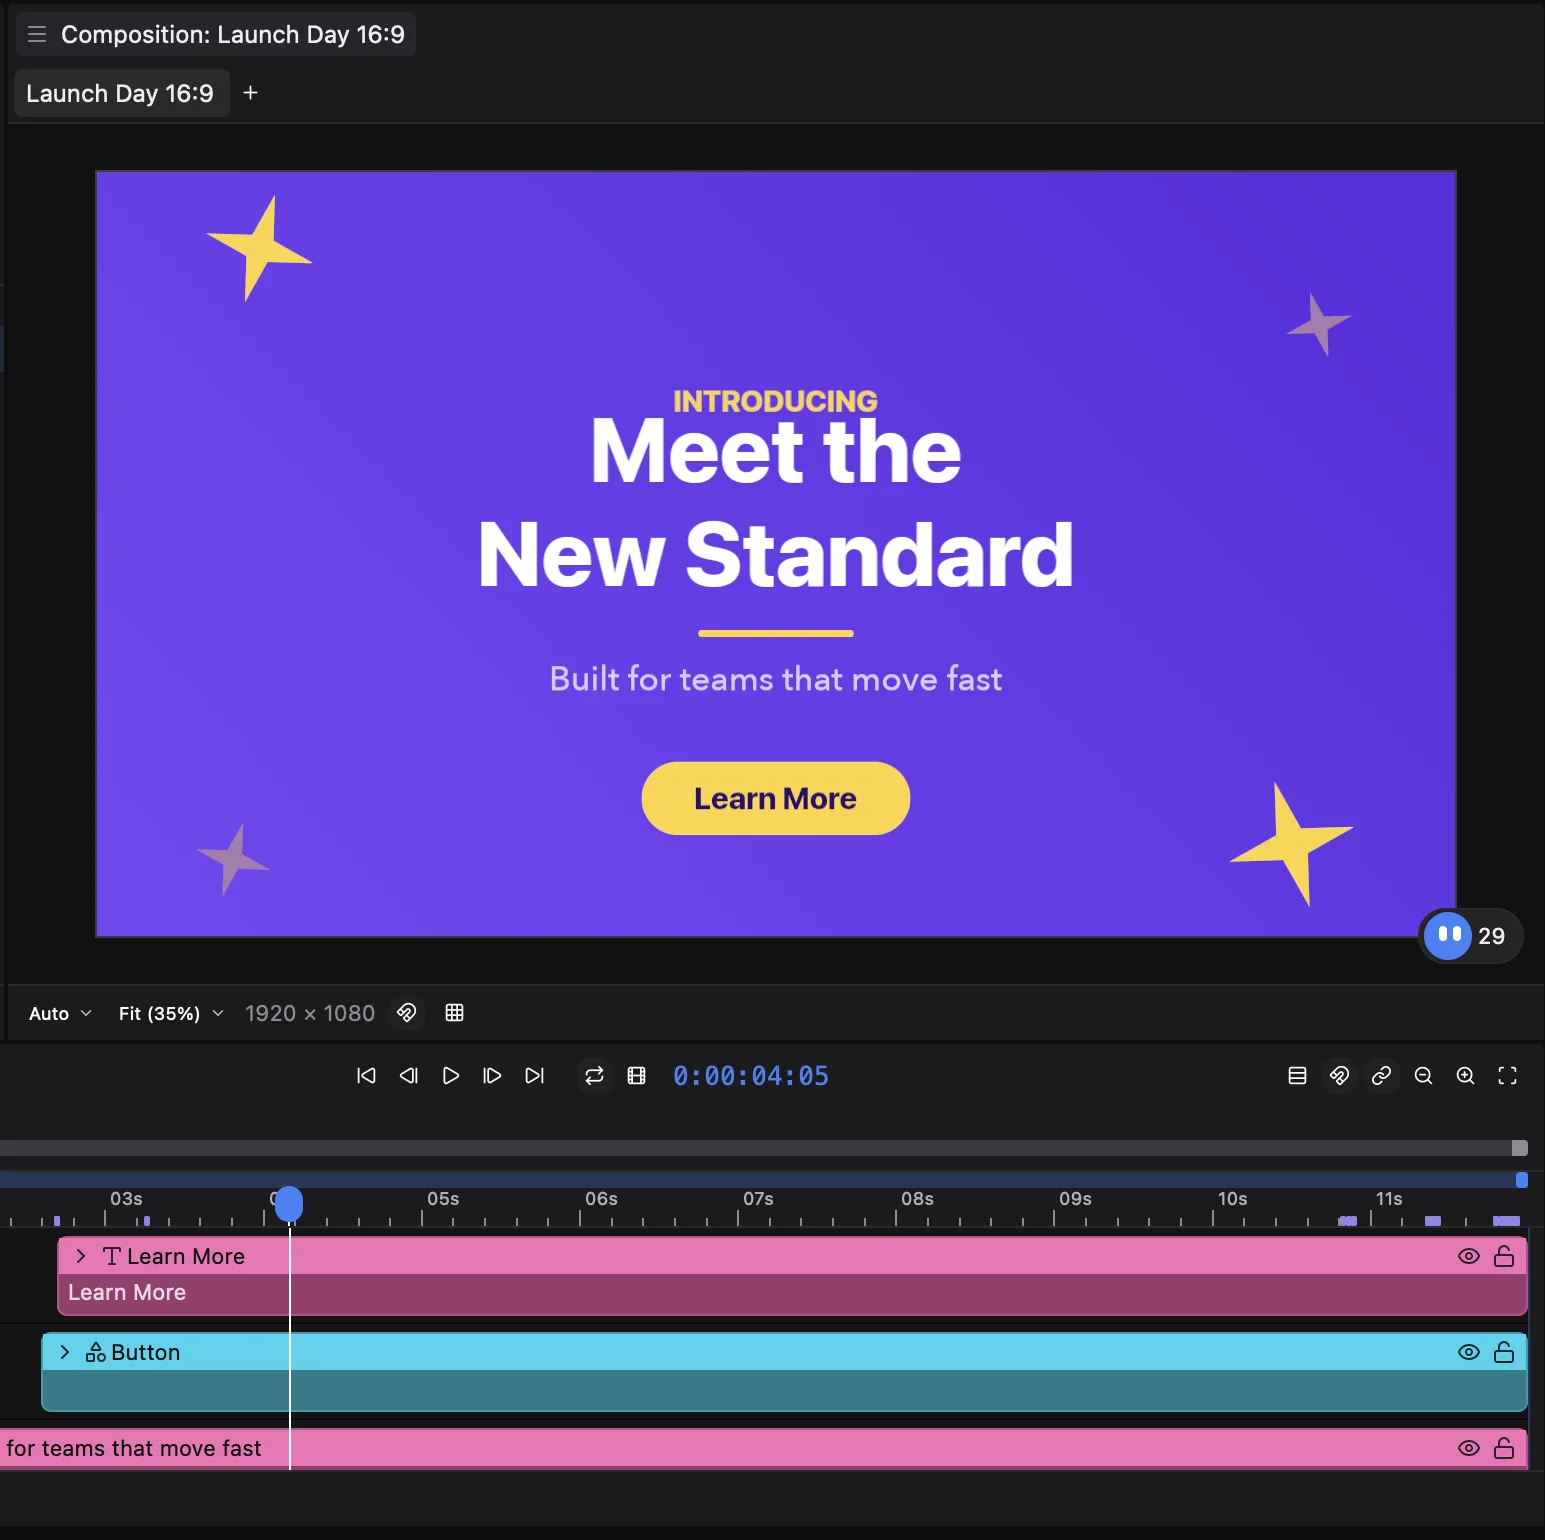 Composition: Launch Day 16:9
Launch Day 16:9 +
INTRODUCING
Meet the
New Standard
Built for teams that move fast
Learn More
29
Auto Fit (35%) 1920 × 1080
0:00:04:05
03s 05s 06s 07s 08s 09s 10s 11s
Learn More
Learn More
Button
for teams that move fast